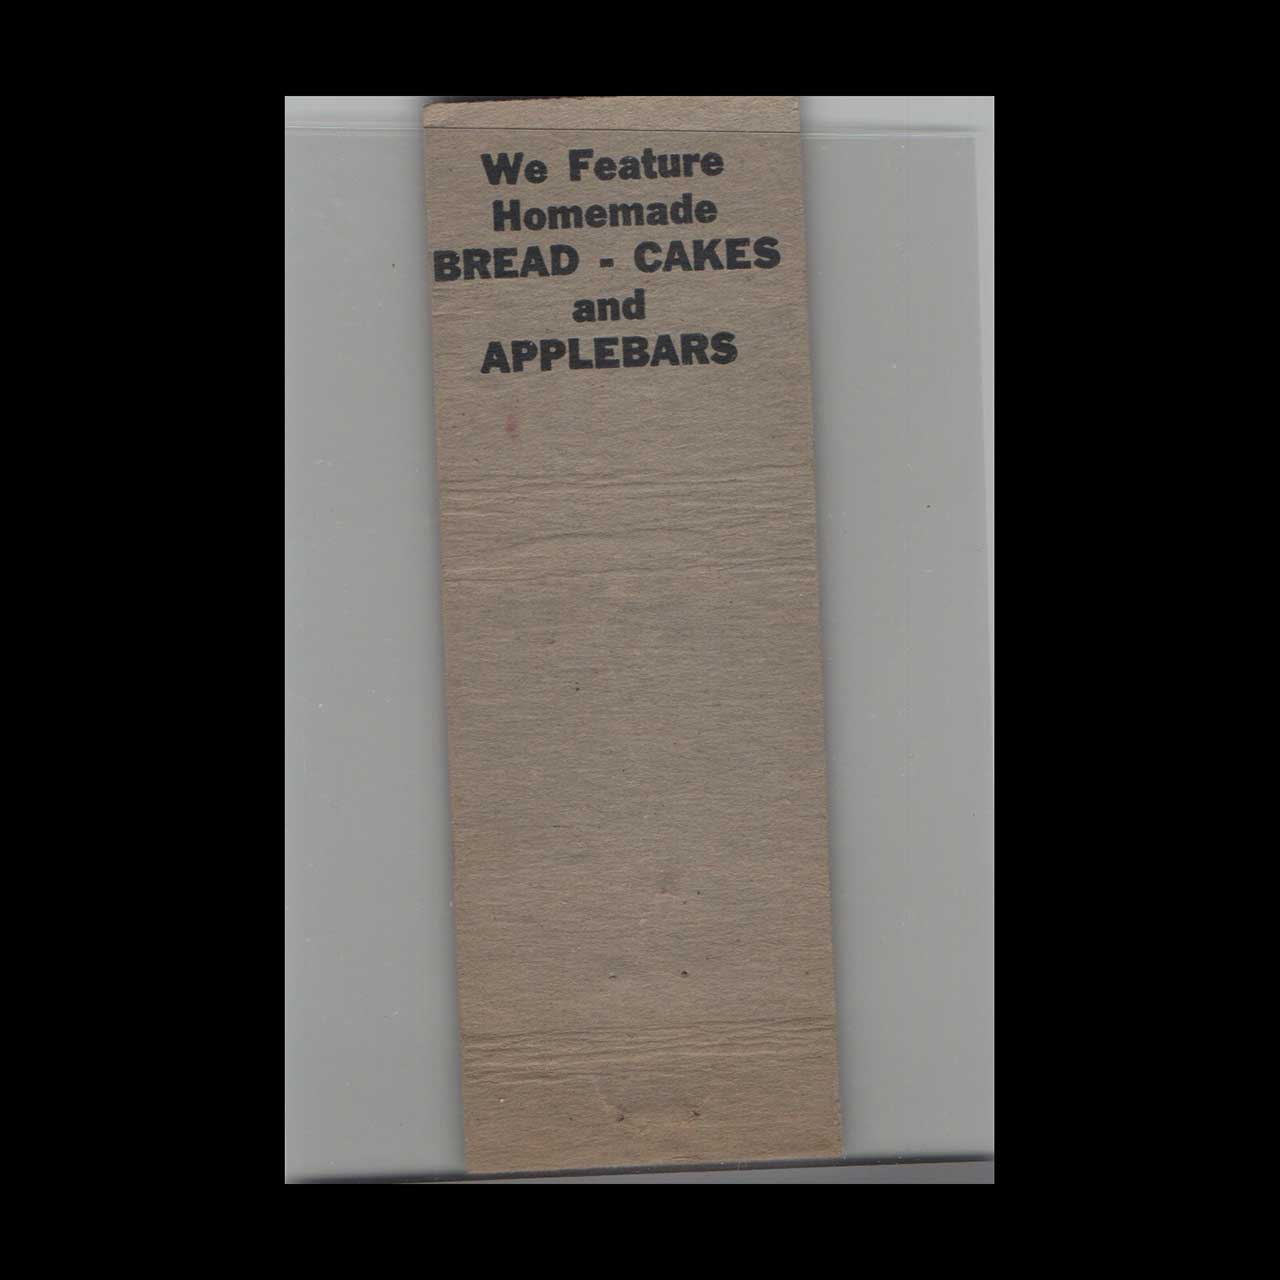 We Feature
Homemade
BREAD - CAKES
and
APPLEBARS